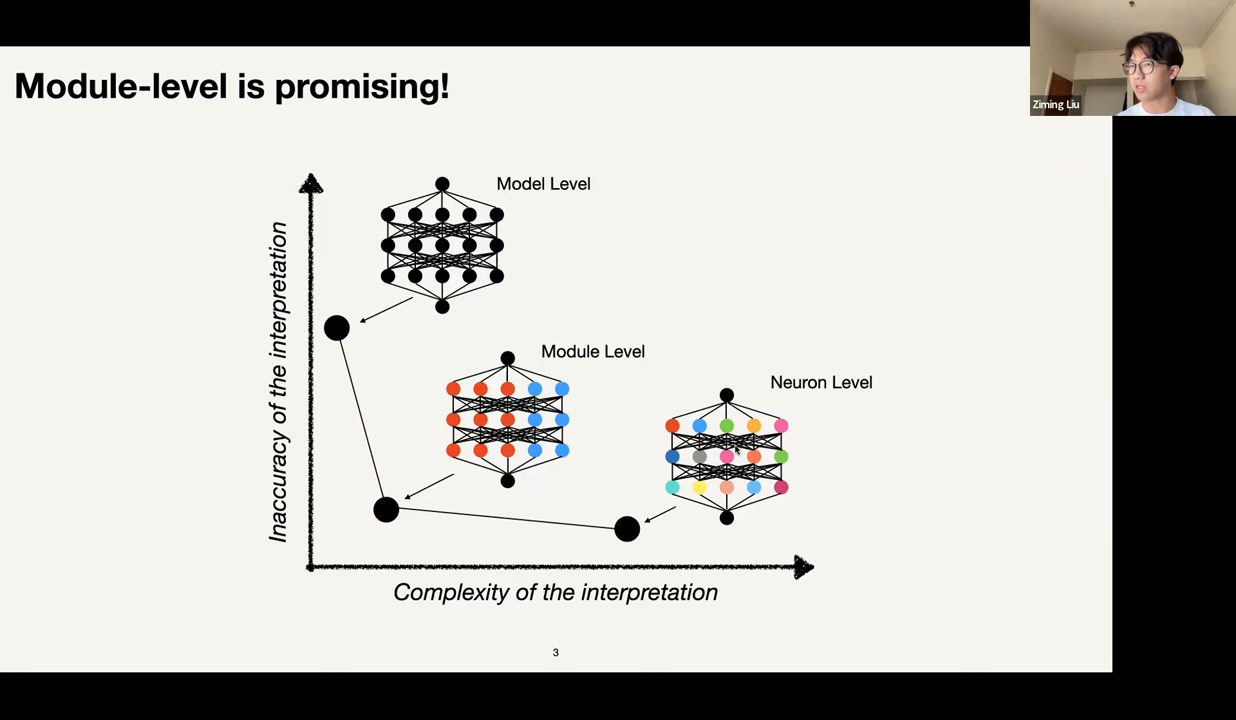 Module-level is promising!
Ziming Liu
Model Level
Module Level
Neuron Level
Inaccuracy of the interpretation
Complexity of the interpretation
3